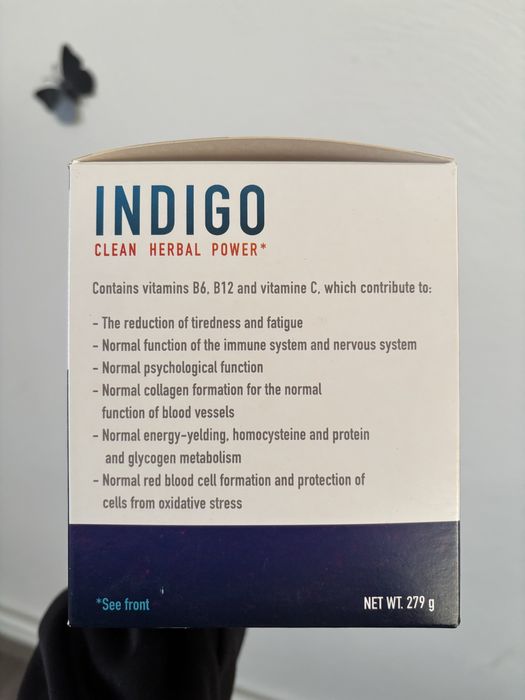 INDIGO
CLEAN HERBAL POWER*
Contains vitamins B6, B12 and vitamine C, which contribute to:
- The reduction of tiredness and fatigue
- Normal function of the immune system and nervous system
- Normal psychological function
- Normal collagen formation for the normal
function of blood vessels
- Normal energy-yelding, homocysteine and protein
and glycogen metabolism
- Normal red blood cell formation and protection of
cells from oxidative stress
*See front
NET WT. 279 g